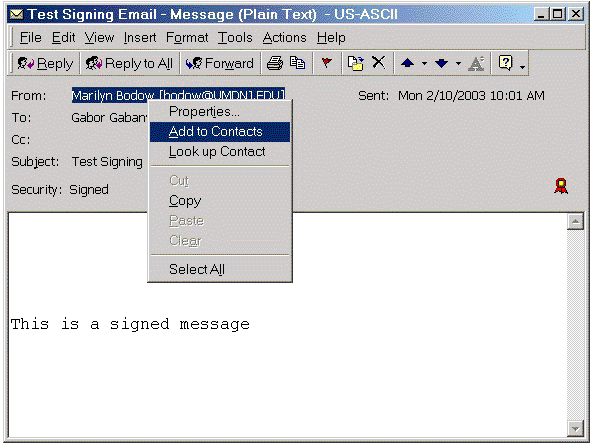 Test Signing Email - Message (Plain Text) - US-ASCII
File Edit View Insert Format Tools Actions Help
Reply Reply to All Forward
From: Marilyn Bodow [bodow@UMDNJ.EDU] Sent: Mon 2/10/2003 10:01 AM
To: Gabor Gaban
Cc:
Subject: Test Signing
Security: Signed
Properties...
Add to Contacts
Look up Contact
Cut
Copy
Paste
Clear
Select All
This is a signed message